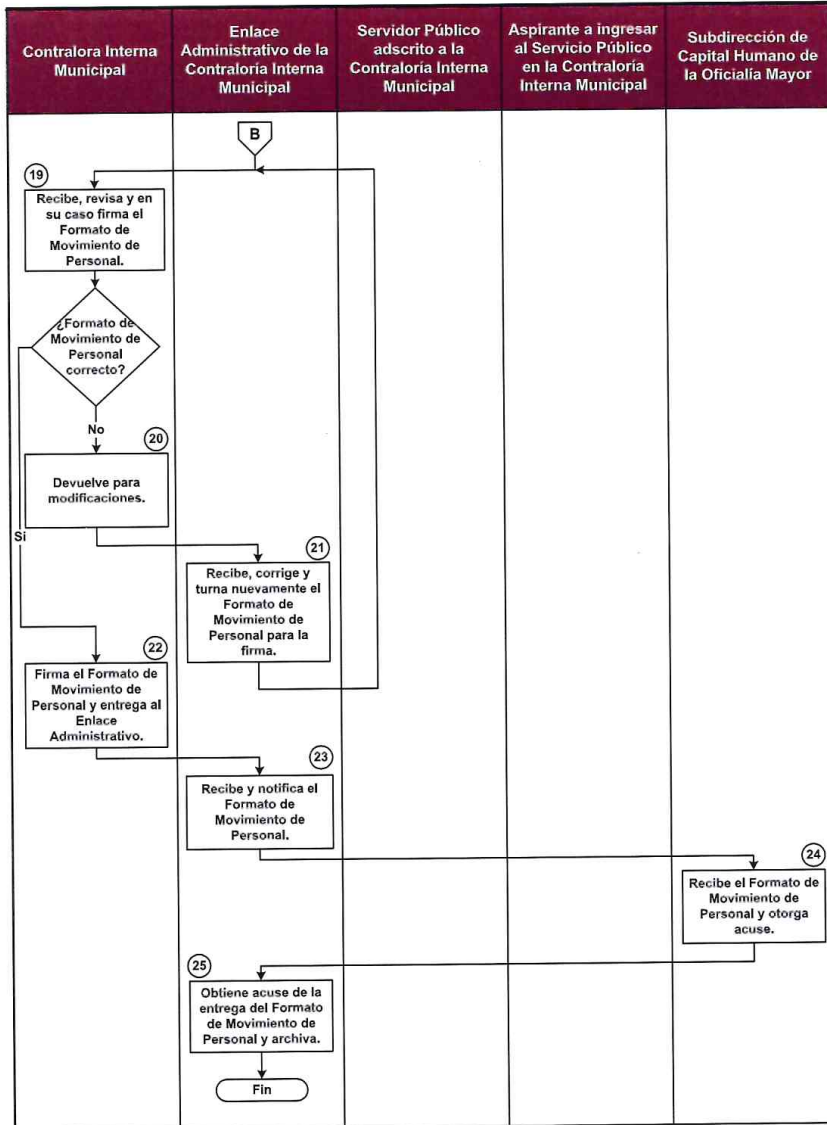 Contralora Interna
Municipal
Enlace
Administrativo de la
Contraloría Interna
Municipal
Servidor Público
adscrito a la
Contraloría Interna
Municipal
Aspirante a ingresar
al Servicio Público
en la Contraloría
Interna Municipal
Subdirección de
Capital Humano de
la Oficialía Mayor
B
19
Recibe, revisa y en
su caso firma el
Formato de
Movimiento de
Personal.
¿Formato de
Movimiento de
Personal
correcto?
No
20
Devuelve para
modificaciones.
Si
21
Recibe, corrige y
turna nuevamente el
Formato de
Movimiento de
Personal para la
firma.
22
Firma el Formato de
Movimiento de
Personal y entrega al
Enlace
Administrativo.
23
Recibe y notifica el
Formato de
Movimiento de
Personal.
24
Recibe el Formato de
Movimiento de
Personal y otorga
acuse.
25
Obtiene acuse de la
entrega del Formato
de Movimiento de
Personal y archiva.
Fin